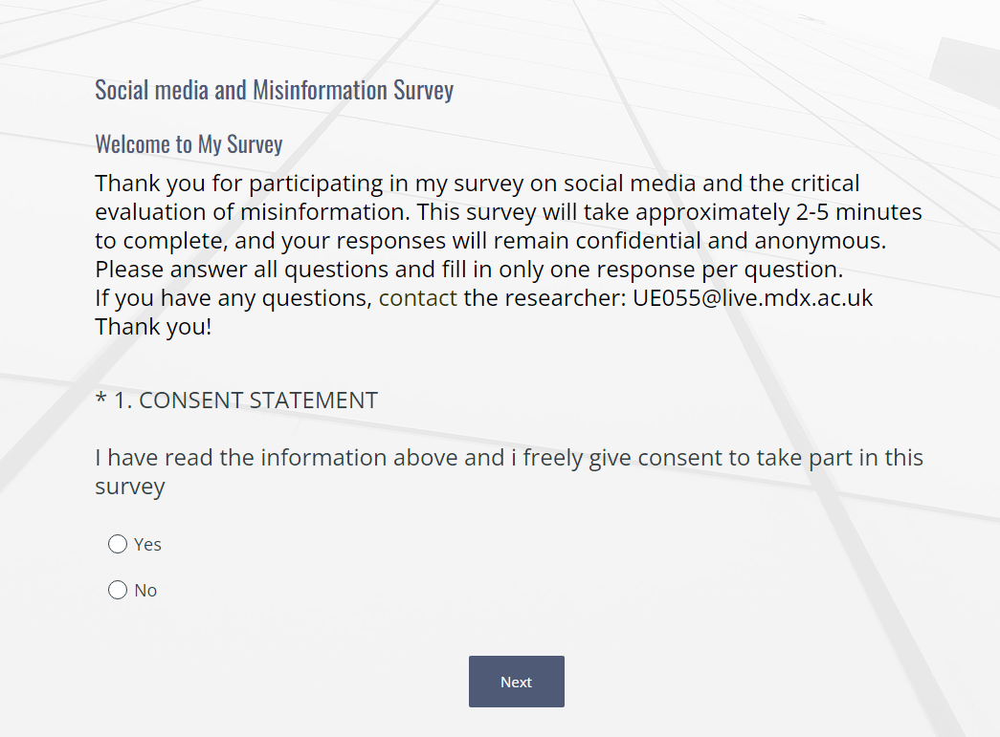 Social media and Misinformation Survey
Welcome to My Survey
Thank you for participating in my survey on social media and the critical
evaluation of misinformation. This survey will take approximately 2-5 minutes
to complete, and your responses will remain confidential and anonymous.
Please answer all questions and fill in only one response per question.
If you have any questions, contact the researcher: UE055@live.mdx.ac.uk
Thank you!
* 1. CONSENT STATEMENT
I have read the information above and i freely give consent to take part in this
survey
Yes
No
Next